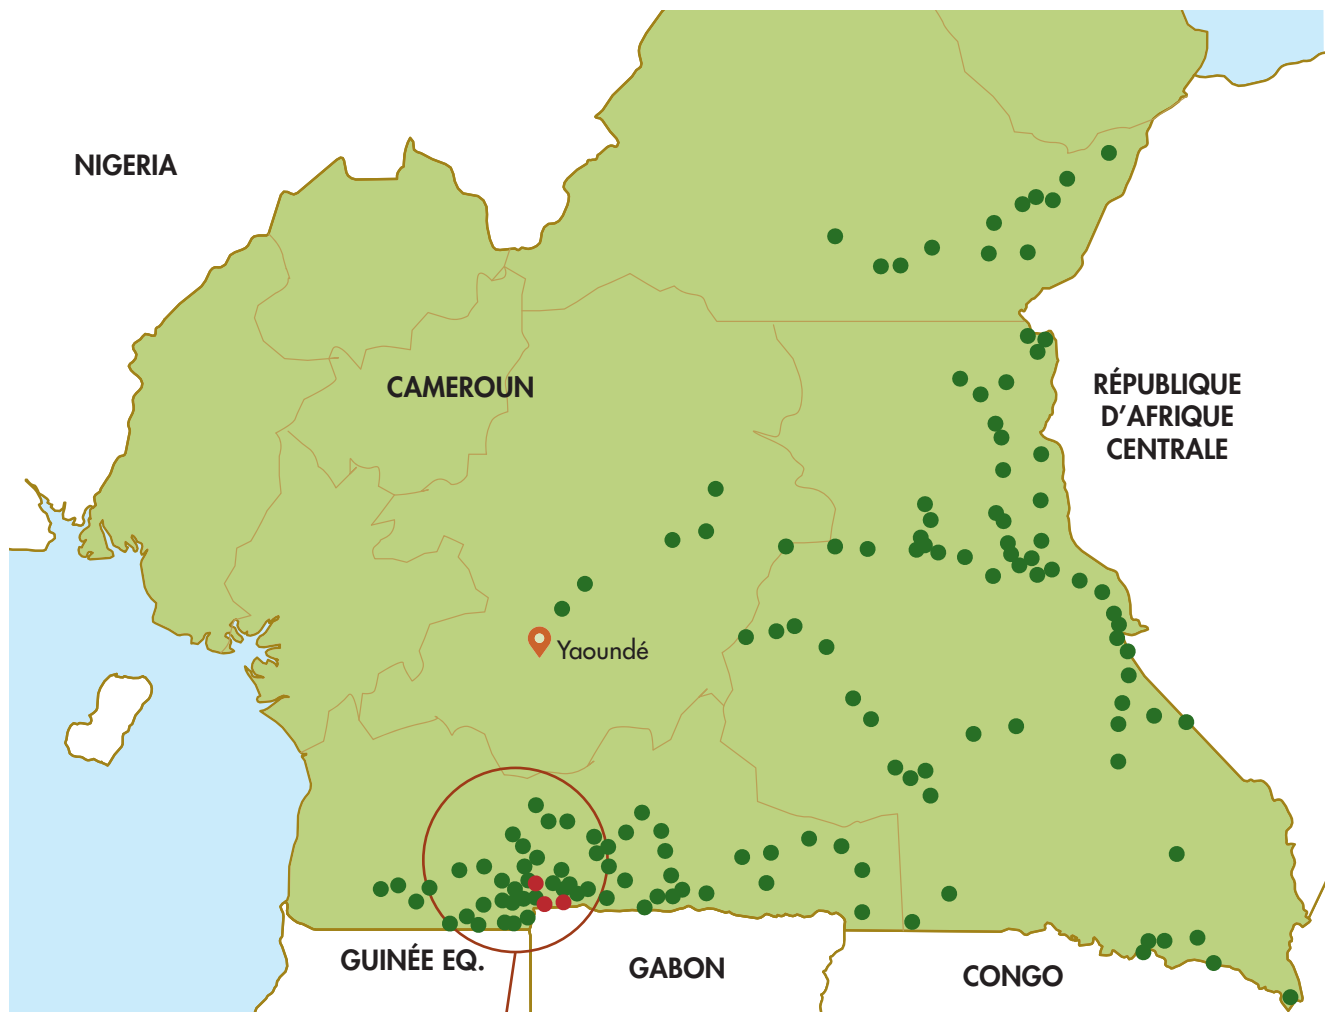 NIGERIA
CAMEROUN
RÉPUBLIQUE
D’AFRIQUE
CENTRALE
Yaoundé
GUINÉE EQ.
GABON
CONGO